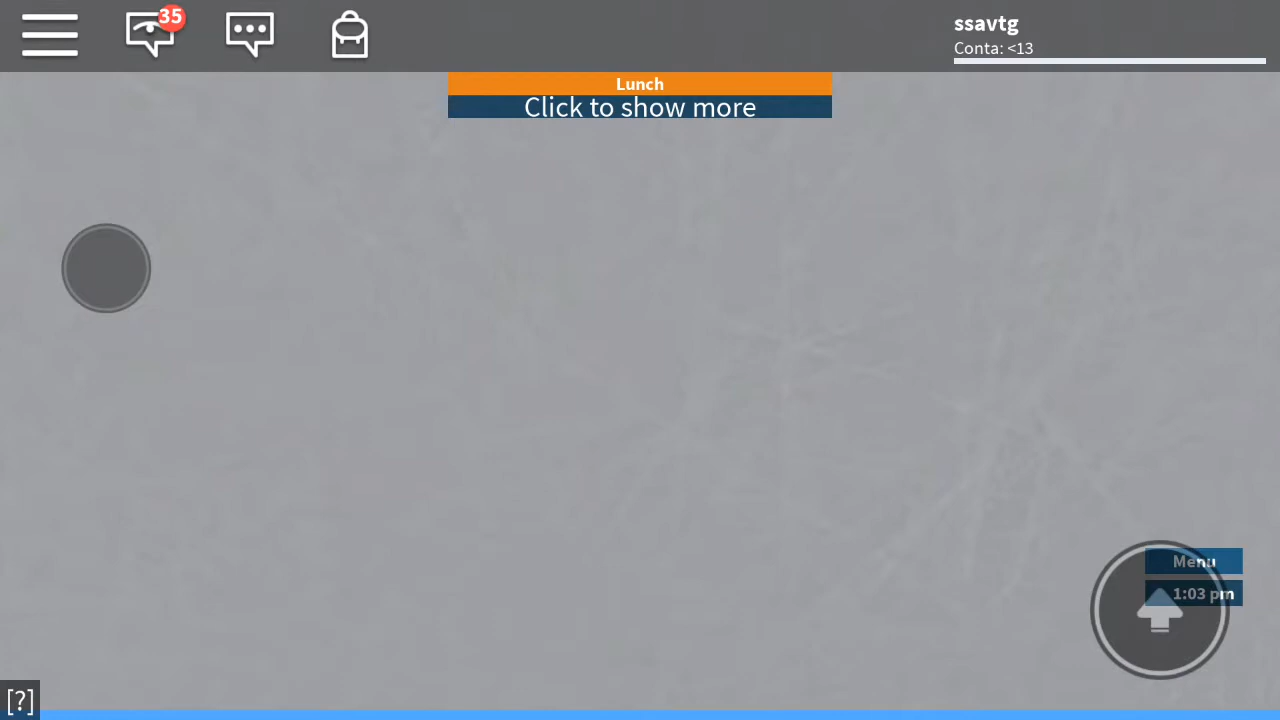 35
ssavtg
Conta: <13
Lunch
Click to show more
Menu
1:03 pm
[?]